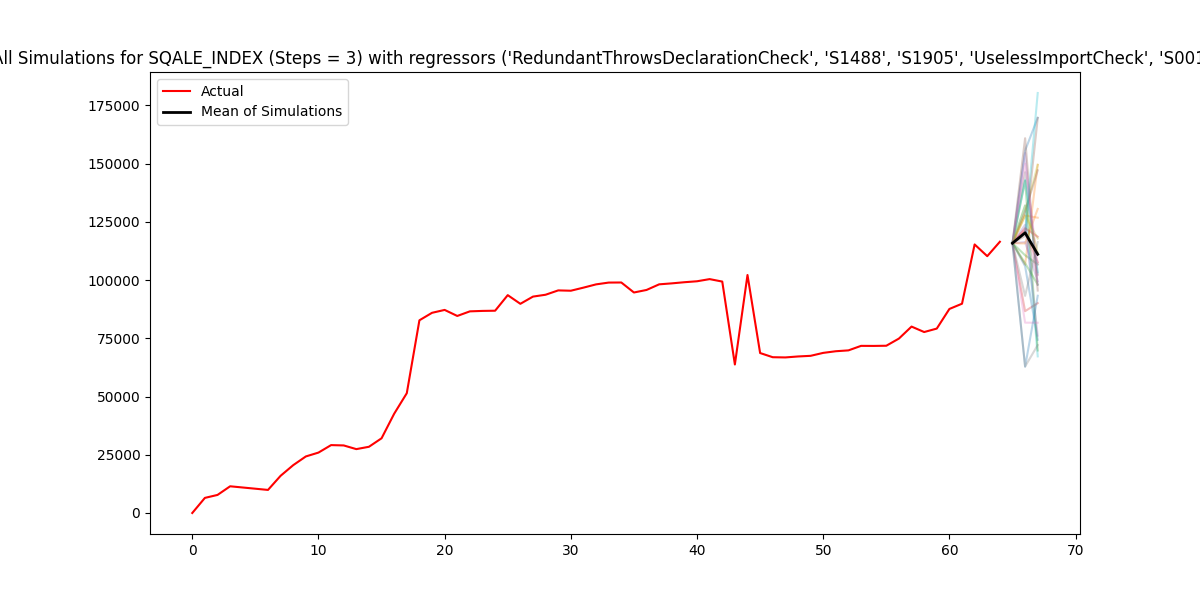 All Simulations for SQALE_INDEX (Steps = 3) with regressors ('RedundantThrowsDeclarationCheck', 'S1488', 'S1905', 'UselessImportCheck', 'S001
Actual
Mean of Simulations
175000
150000
125000
100000
75000
50000
25000
0
0 10 20 30 40 50 60 70